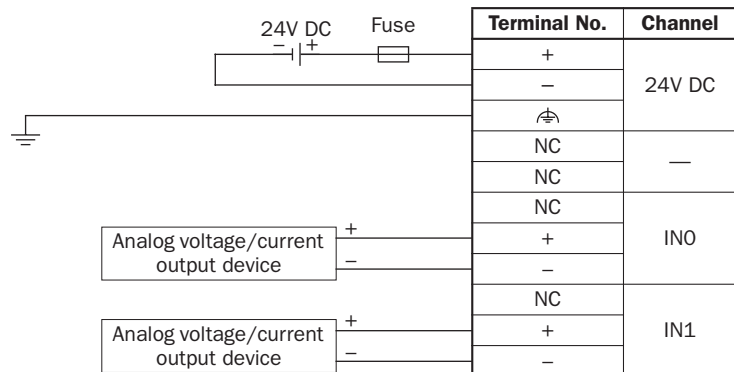 24V DC
Fuse
Terminal No. Channel
− +
+
−
24V DC
NC
NC
—
NC
+
−
IN0
Analog voltage/current
output device
+
−
NC
+
−
IN1
Analog voltage/current
output device
+
−